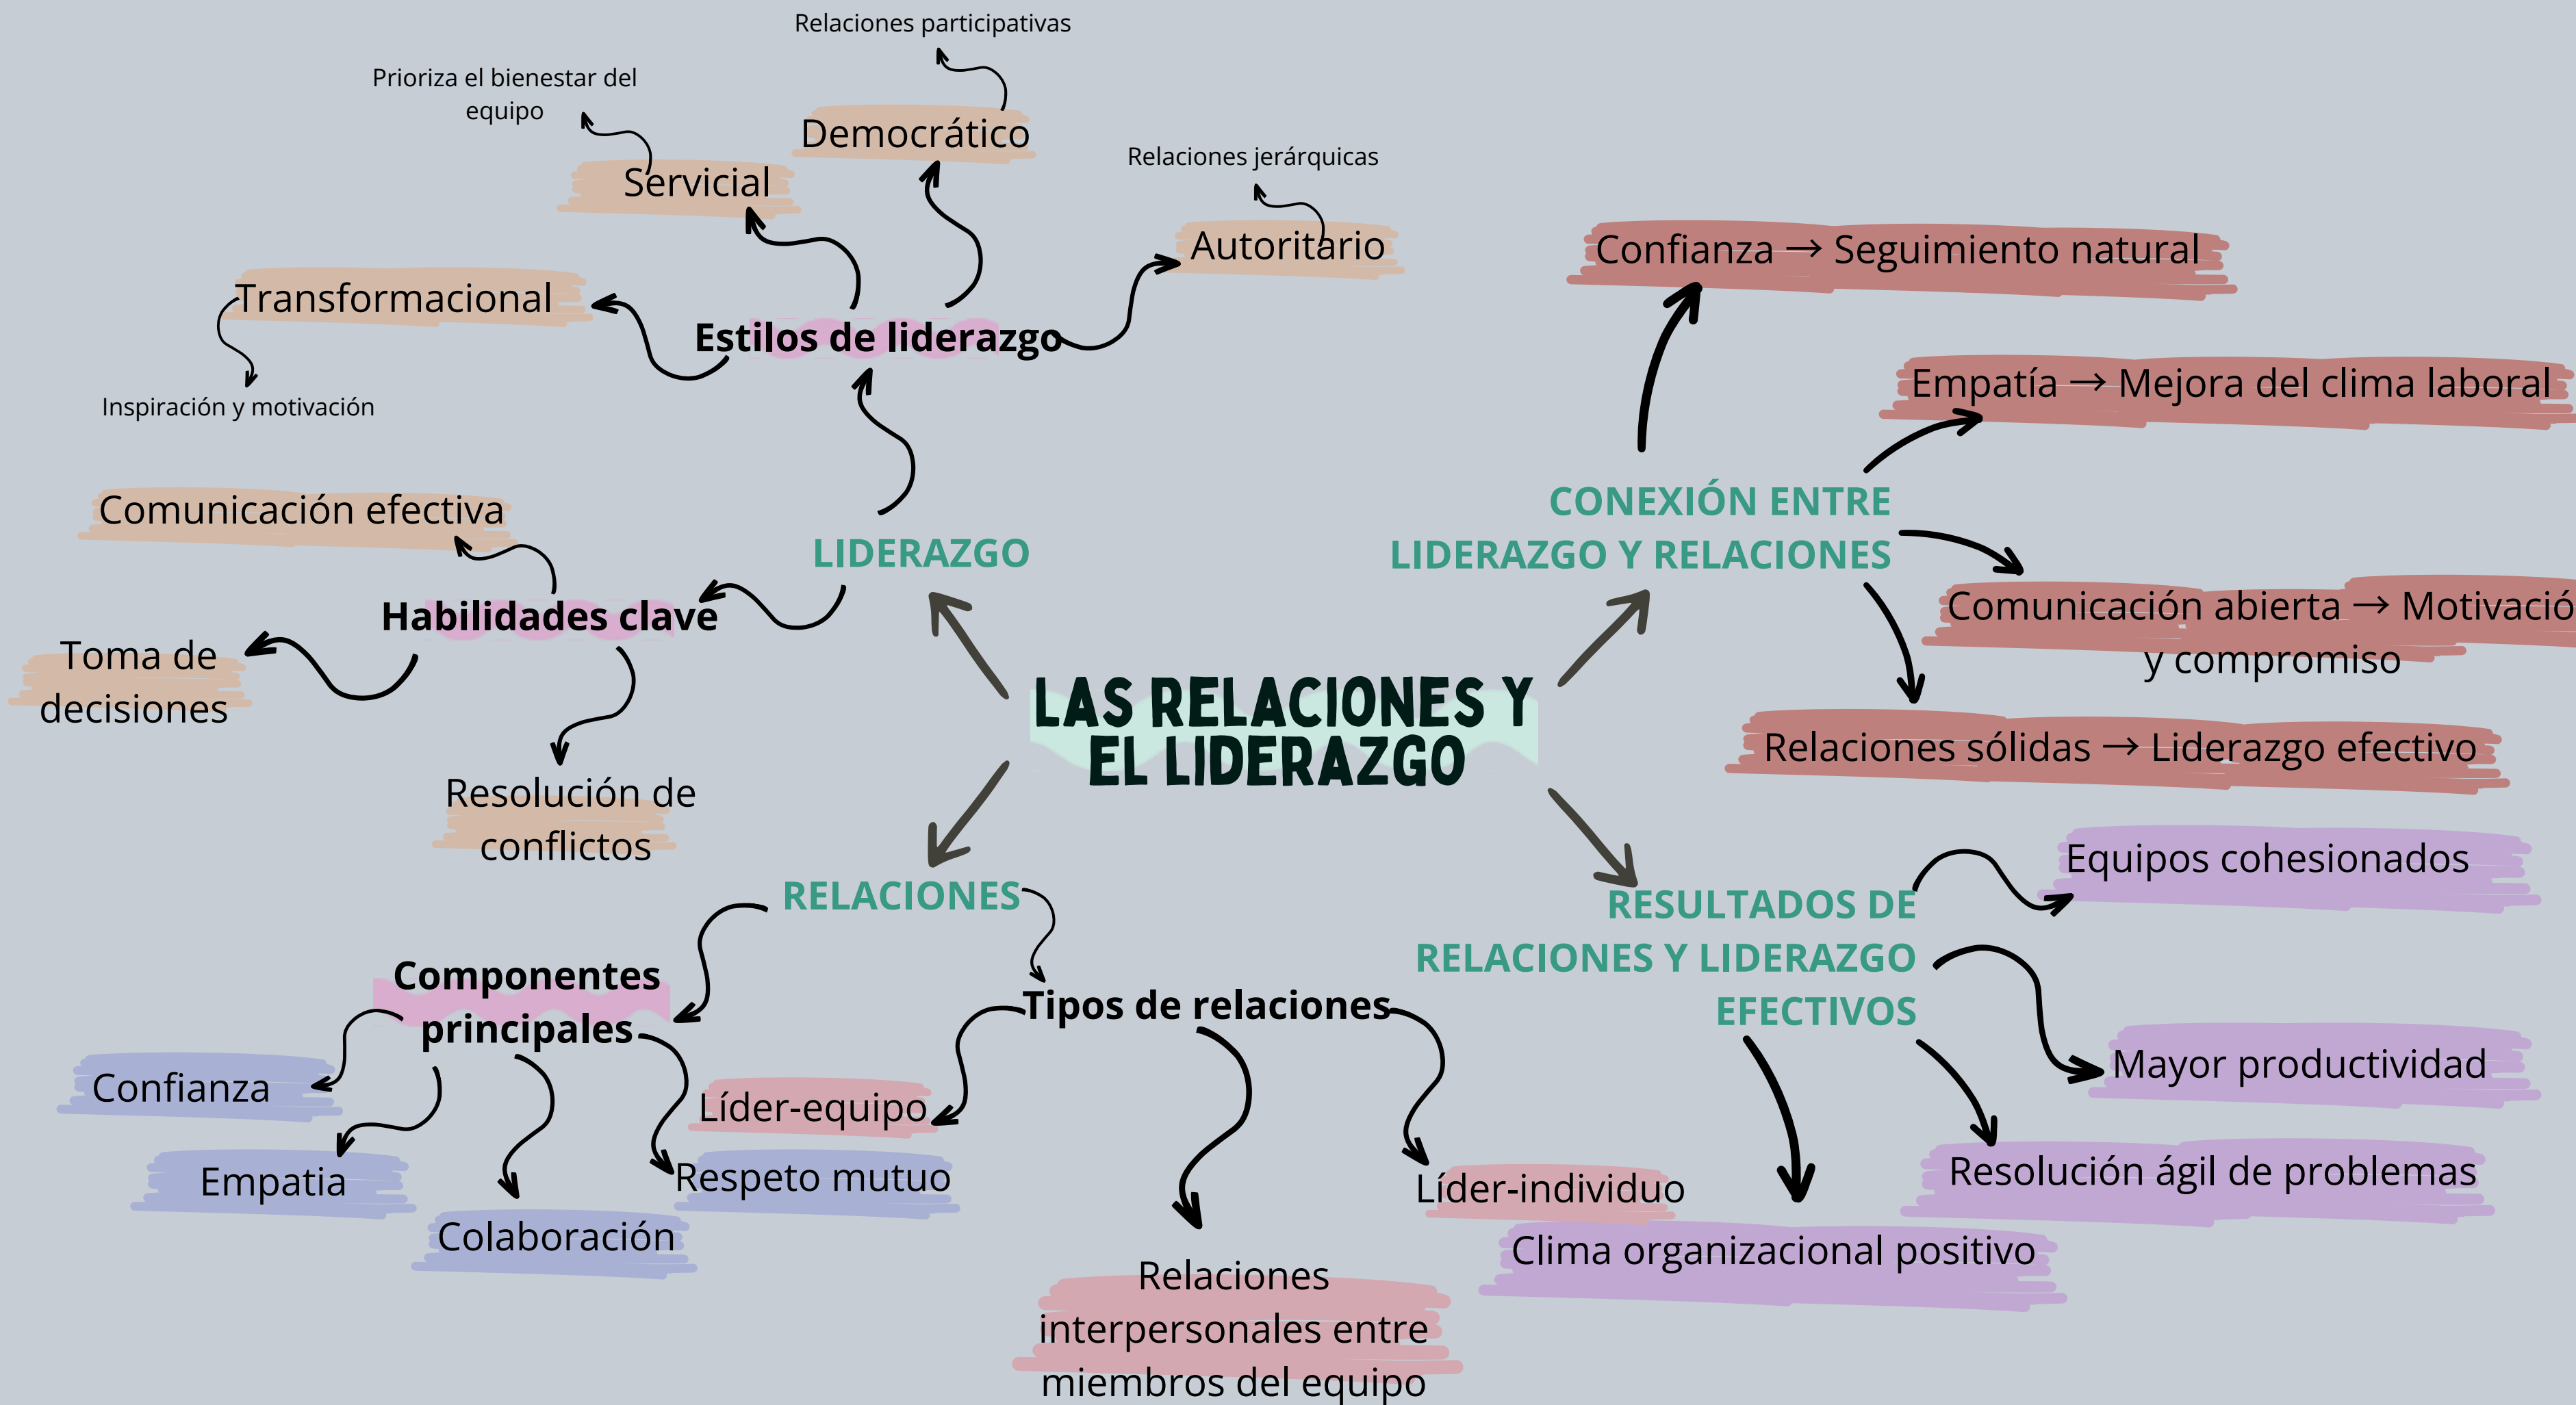 Relaciones participativas
Prioriza el bienestar del
equipo
Democrático
Servicial
Relaciones jerárquicas
Autoritario
Transformacional
Estilos de liderazgo
Inspiración y motivación
Comunicación efectiva
LIDERAZGO
Habilidades clave
Toma de
decisiones
Resolución de
conflictos
LAS RELACIONES Y
EL LIDERAZGO
Confianza → Seguimiento natural
Empatía → Mejora del clima laboral
CONEXIÓN ENTRE
LIDERAZGO Y RELACIONES
Comunicación abierta → Motivació
y compromiso
Relaciones sólidas → Liderazgo efectivo
RELACIONES
Componentes
principales
Confianza
Empatia
Colaboración
Respeto mutuo
Tipos de relaciones
Líder-equipo
Relaciones
interpersonales entre
miembros del equipo
Líder-individuo
RESULTADOS DE
RELACIONES Y LIDERAZGO
EFECTIVOS
Equipos cohesionados
Mayor productividad
Resolución ágil de problemas
Clima organizacional positivo